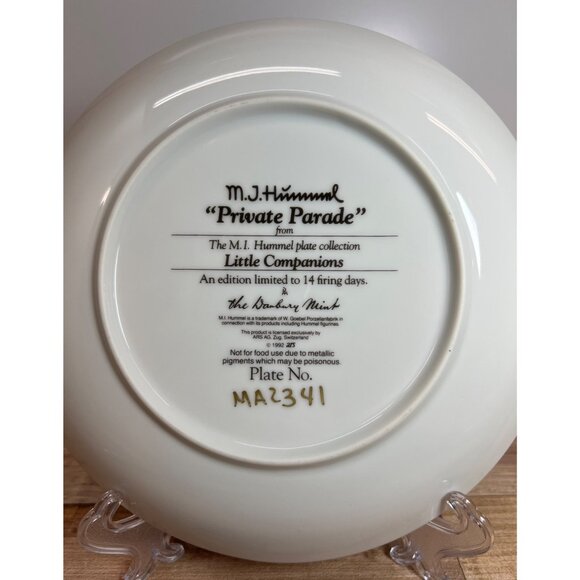 M.J.Hümmel
"Private Parade"
from
The M.I. Hummel plate collection
Little Companions
An edition limited to 14 firing days.
&
The Danbury Mint
M.I. Hummel is a trademark of W. Goebel Porzellanfabrik in
connection with its products including Hummel figurines.
This product is licensed exclusively by
ARS AG, Zug, Switzerland
© 1992
Not for food use due to metallic
pigments which may be poisonous.
Plate No.
MA2341